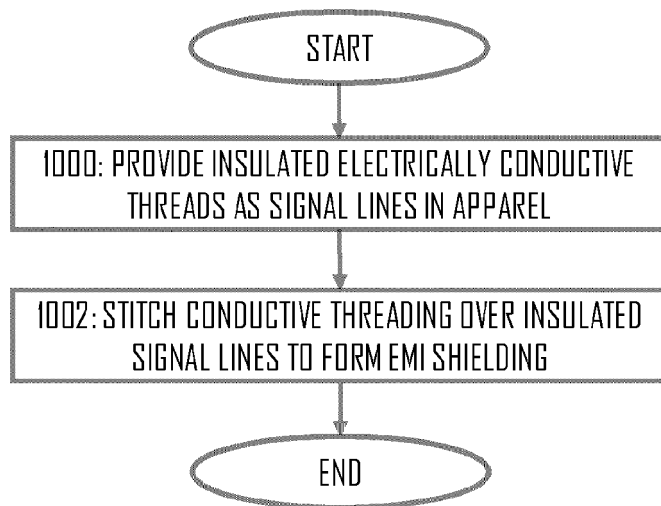 START
1000: PROVIDE INSULATED ELECTRICALLY CONDUCTIVE
THREADS AS SIGNAL LINES IN APPAREL
1002: STITCH CONDUCTIVE THREADING OVER INSULATED
SIGNAL LINES TO FORM EMI SHIELDING
END